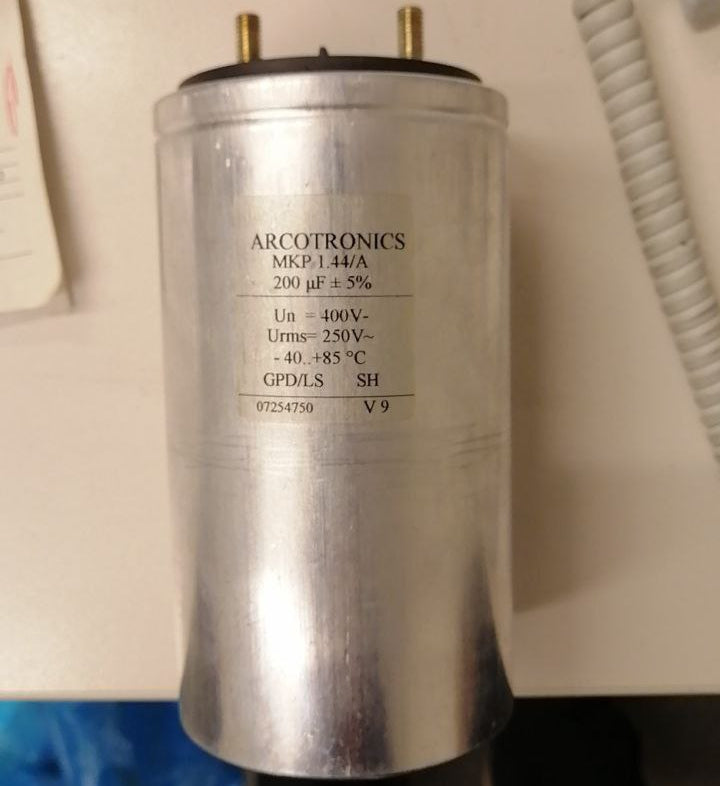 ARCOTRONICS
MKP 1.44/A
200 µF ± 5%
Un = 400V-
Urms= 250V~
- 40..+85 °C
GPD/LS SH
07254750 V 9